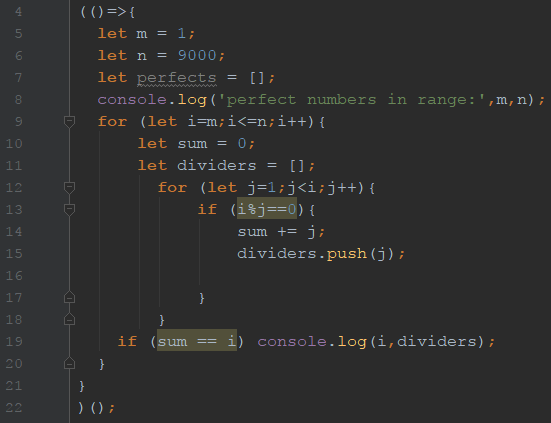 4 (()=>{
5 let m = 1;
6 let n = 9000;
7 let perfects = [];
8 console.log('perfect numbers in range:',m,n);
9 for (let i=m;i<=n;i++){
10 let sum = 0;
11 let dividers = [];
12 for (let j=1;j<i;j++){
13 if (i%j==0){
14 sum += j;
15 dividers.push(j);
16
17 }
18 }
19 if (sum == i) console.log(i,dividers);
20 }
21 }
22 )();